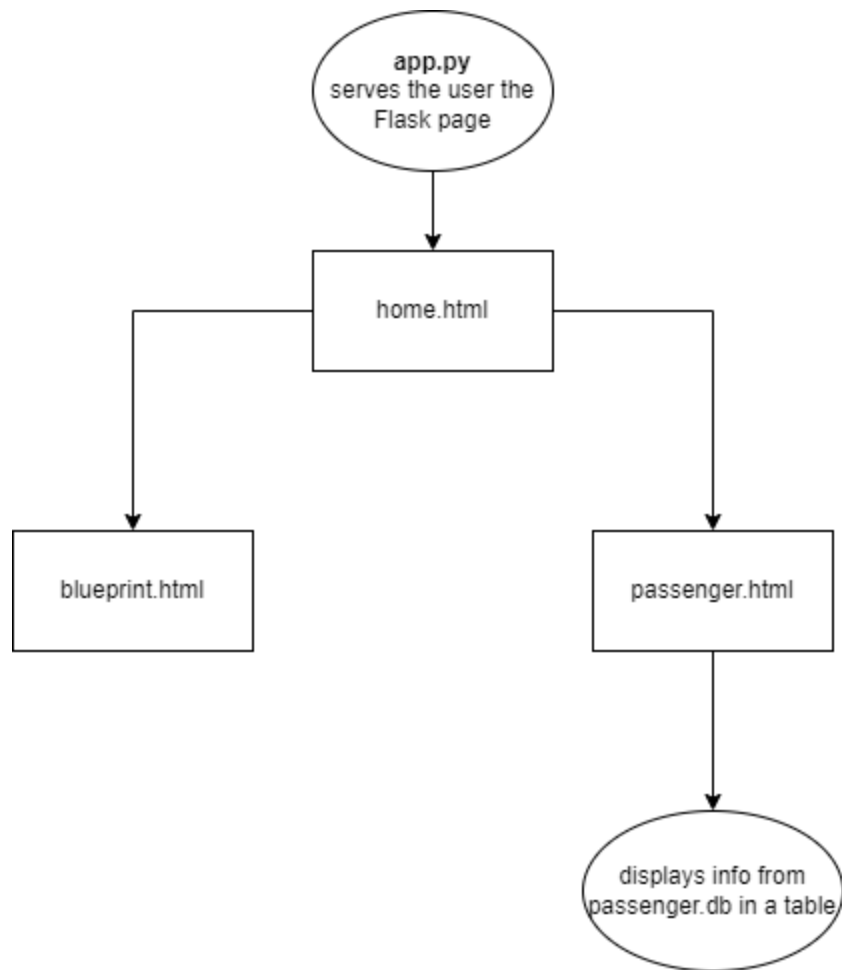 app.py
serves the user the
Flask page
home.html
blueprint.html
passenger.html
displays info from
passenger.db in a table